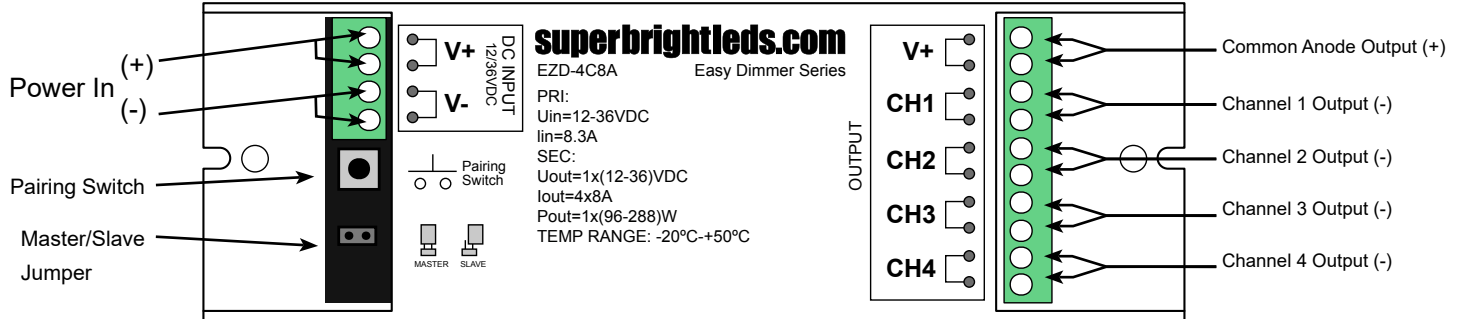 Power In
(+)
(-)
Pairing Switch
Master/Slave
Jumper
V+
V-
DC INPUT
12/36VDC
Pairing
Switch
MASTER SLAVE
superbrightleds.com
EZD-4C8A Easy Dimmer Series
PRI:
Uin=12-36VDC
Iin=8.3A
SEC:
Uout=1x(12-36)VDC
Iout=4x8A
Pout=1x(96-288)W
TEMP RANGE: -20ºC-+50ºC
OUTPUT
V+
CH1
CH2
CH3
CH4
Common Anode Output (+)
Channel 1 Output (-)
Channel 2 Output (-)
Channel 3 Output (-)
Channel 4 Output (-)